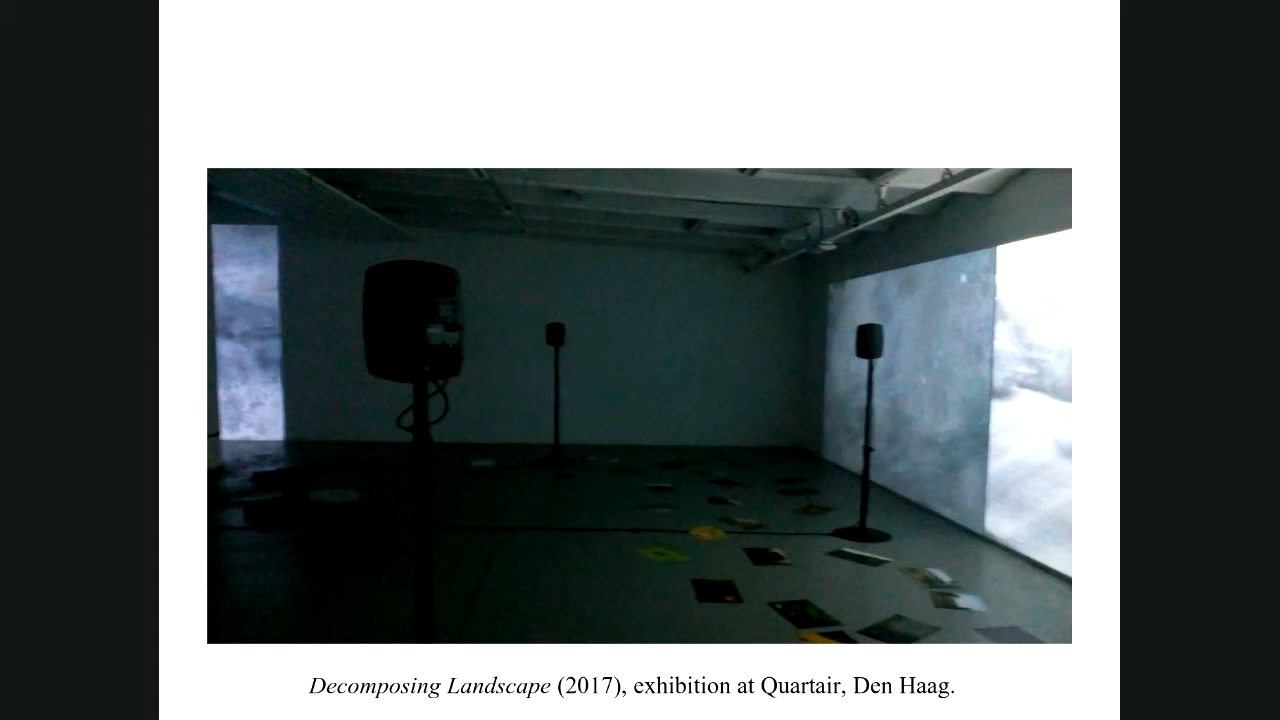 Decomposing Landscape (2017), exhibition at Quartair, Den Haag.